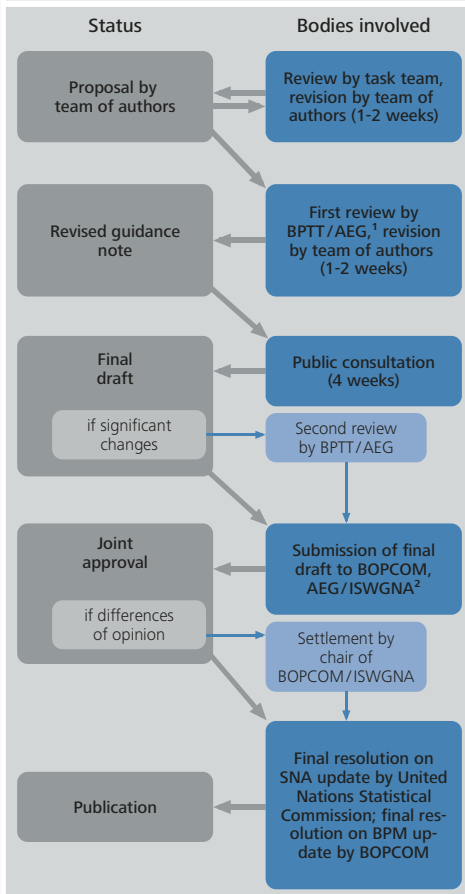 Status
Bodies involved
Proposal by
team of authors
Review by task team,
revision by team of
authors (1-2 weeks)
Revised guidance
note
First review by
BPTT/AEG,¹ revision
by team of authors
(1-2 weeks)
Final
draft
Public consultation
(4 weeks)
if significant
changes
Second review
by BPTT/AEG
Joint
approval
Submission of final
draft to BOPCOM,
AEG/ISWGNA²
if differences
of opinion
Settlement by
chair of
BOPCOM/ISWGNA
Publication
Final resolution on
SNA update by United
Nations Statistical
Commission; final res-
olution on BPM up-
date by BOPCOM